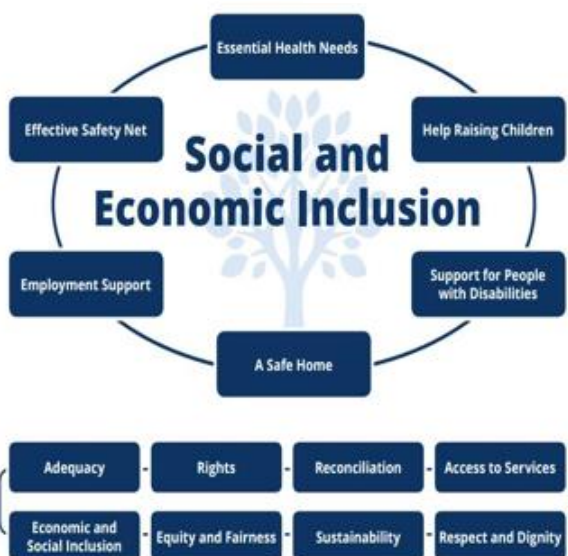 Essential Health Needs
Effective Safety Net
Help Raising Children
Social and
Economic Inclusion
Employment Support
Support for People
with Disabilities
A Safe Home
Adequacy - Rights - Reconciliation - Access to Services
Economic and
Social Inclusion - Equity and Fairness - Sustainability - Respect and Dignity